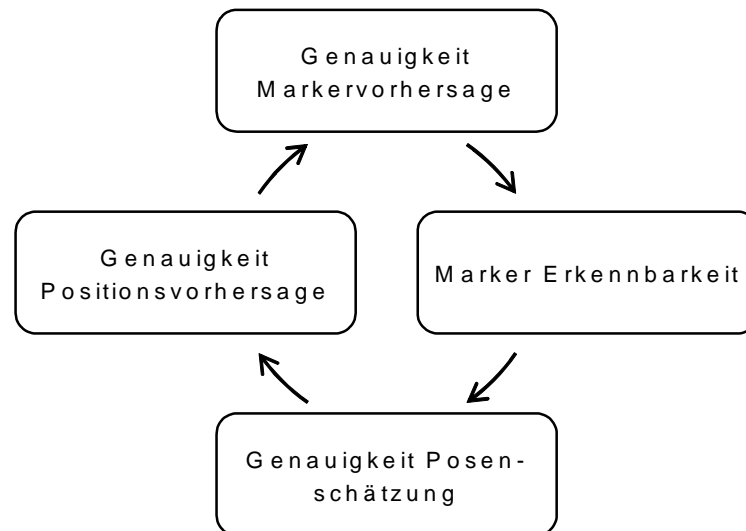 Genauigkeit
Markervorhersage
Genauigkeit
Positionsvorhersage
Marker Erkennbarkeit
Genauigkeit Posen-
schätzung